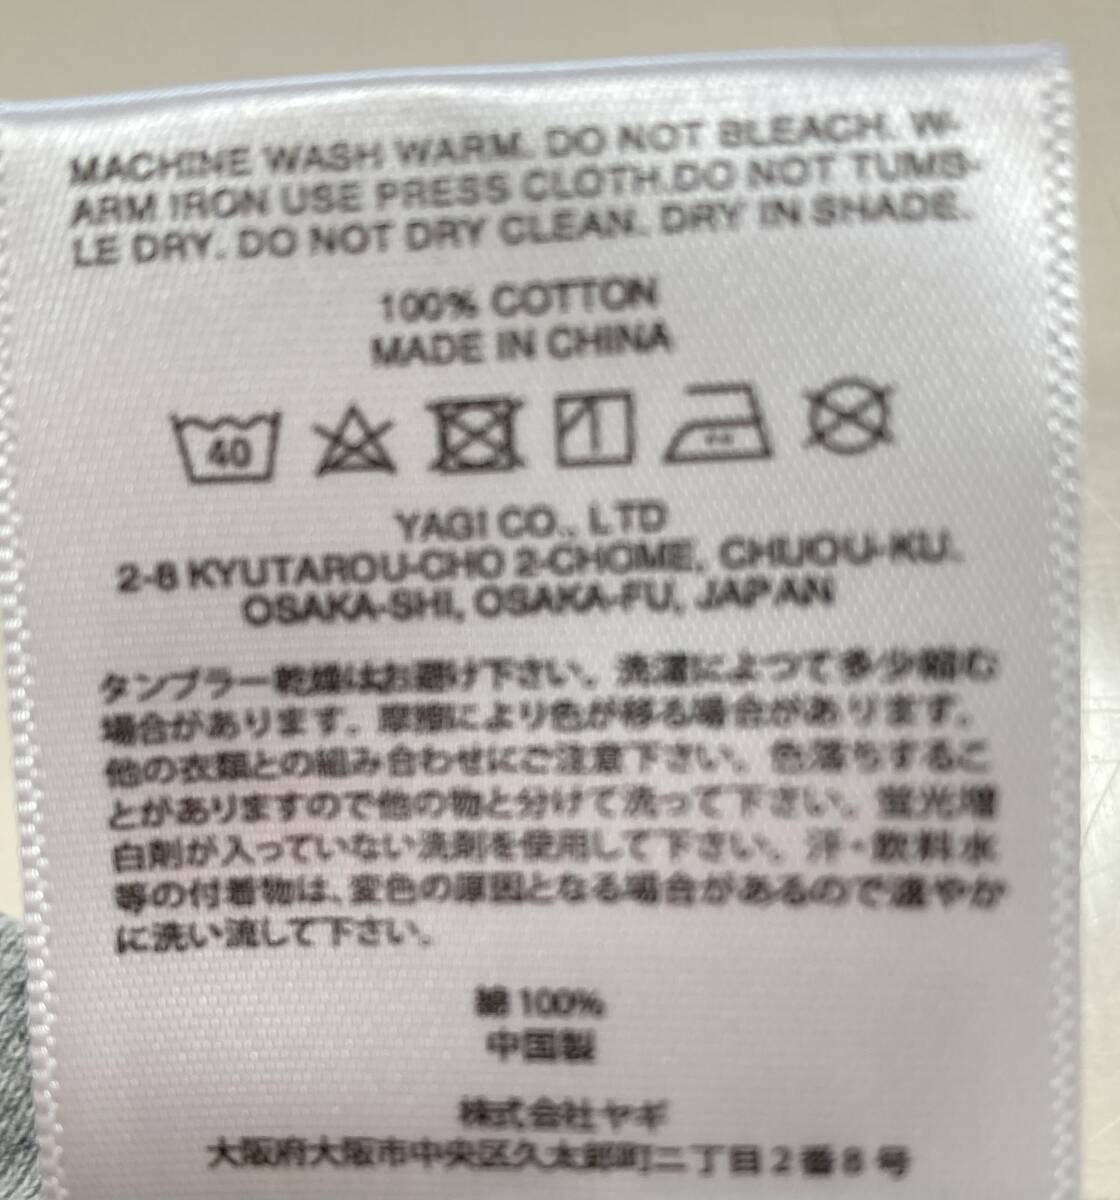 MACHINE WASH WARM. DO NOT BLEACH. W-
ARM IRON USE PRESS CLOTH.DO NOT TUMB-
LE DRY. DO NOT DRY CLEAN. DRY IN SHADE.
100% COTTON
MADE IN CHINA
40
YAGI CO., LTD
2-8 KYUTAROU-CHO 2-CHOME, CHUOU-KU,
OSAKA-SHI, OSAKA-FU, JAPAN
タンブラー乾燥はお避け下さい。洗濯によって多少縮む
場合があります。摩擦により色が移る場合があります。
他の衣類との組み合わせにご注意下さい。色落ちするこ
とがありますので他の物と分けて洗って下さい。蛍光増
白剤が入っていない洗剤を使用して下さい。汗・飲料水
等の付着物は、変色の原因となる場合があるので速やか
に洗い流して下さい。
綿100%
中国製
株式会社ヤギ
大阪府大阪市中央区久太郎町二丁目2番8号